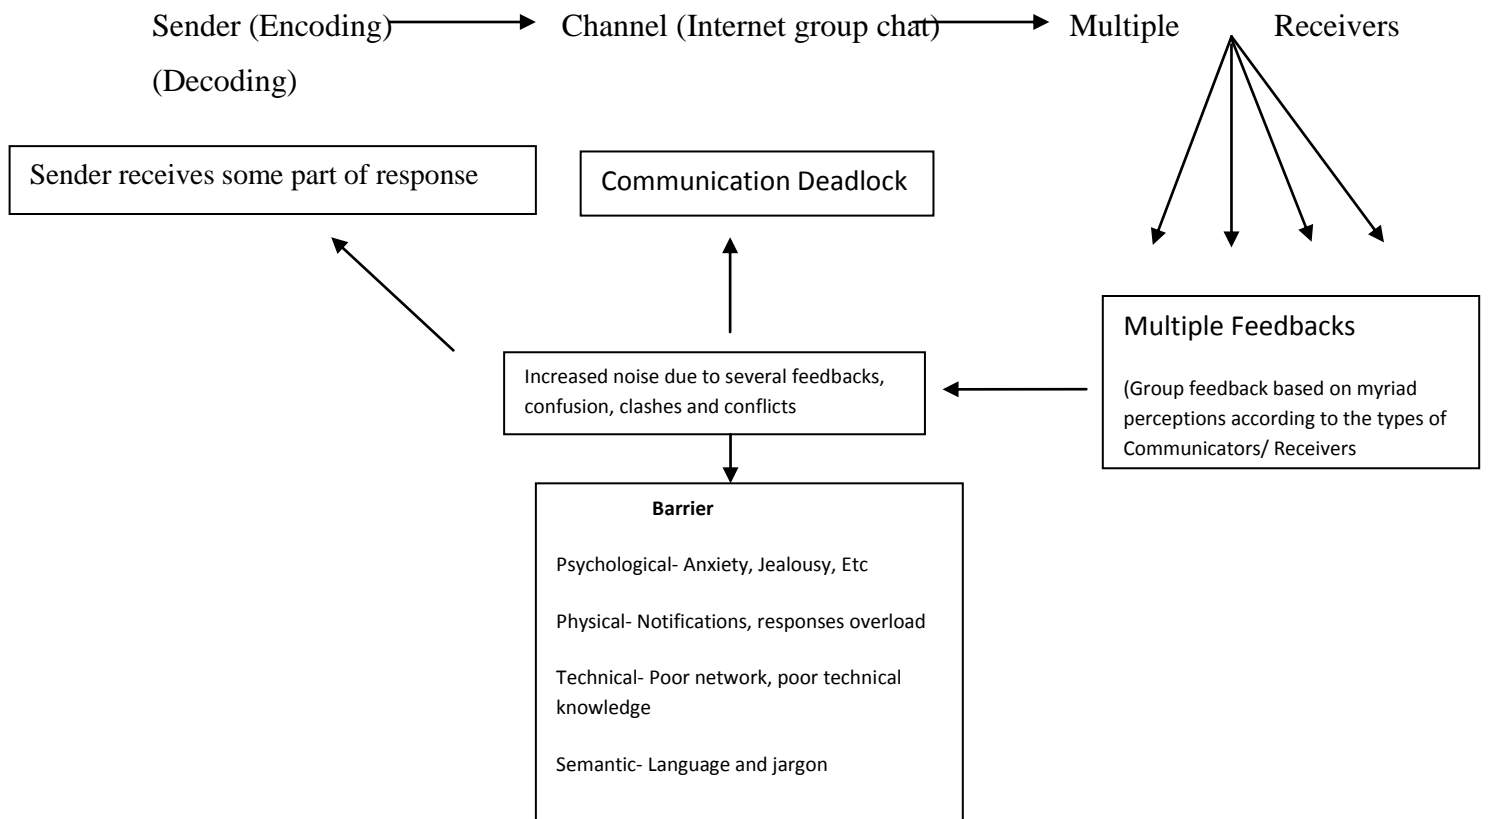 Sender (Encoding) Channel (Internet group chat) Multiple Receivers
(Decoding)
Sender receives some part of response
Communication Deadlock
Multiple Feedbacks
(Group feedback based on myriad
perceptions according to the types of
Communicators/ Receivers
Increased noise due to several feedbacks,
confusion, clashes and conflicts
Barrier
Psychological- Anxiety, Jealousy, Etc
Physical- Notifications, responses overload
Technical- Poor network, poor technical
knowledge
Semantic- Language and jargon